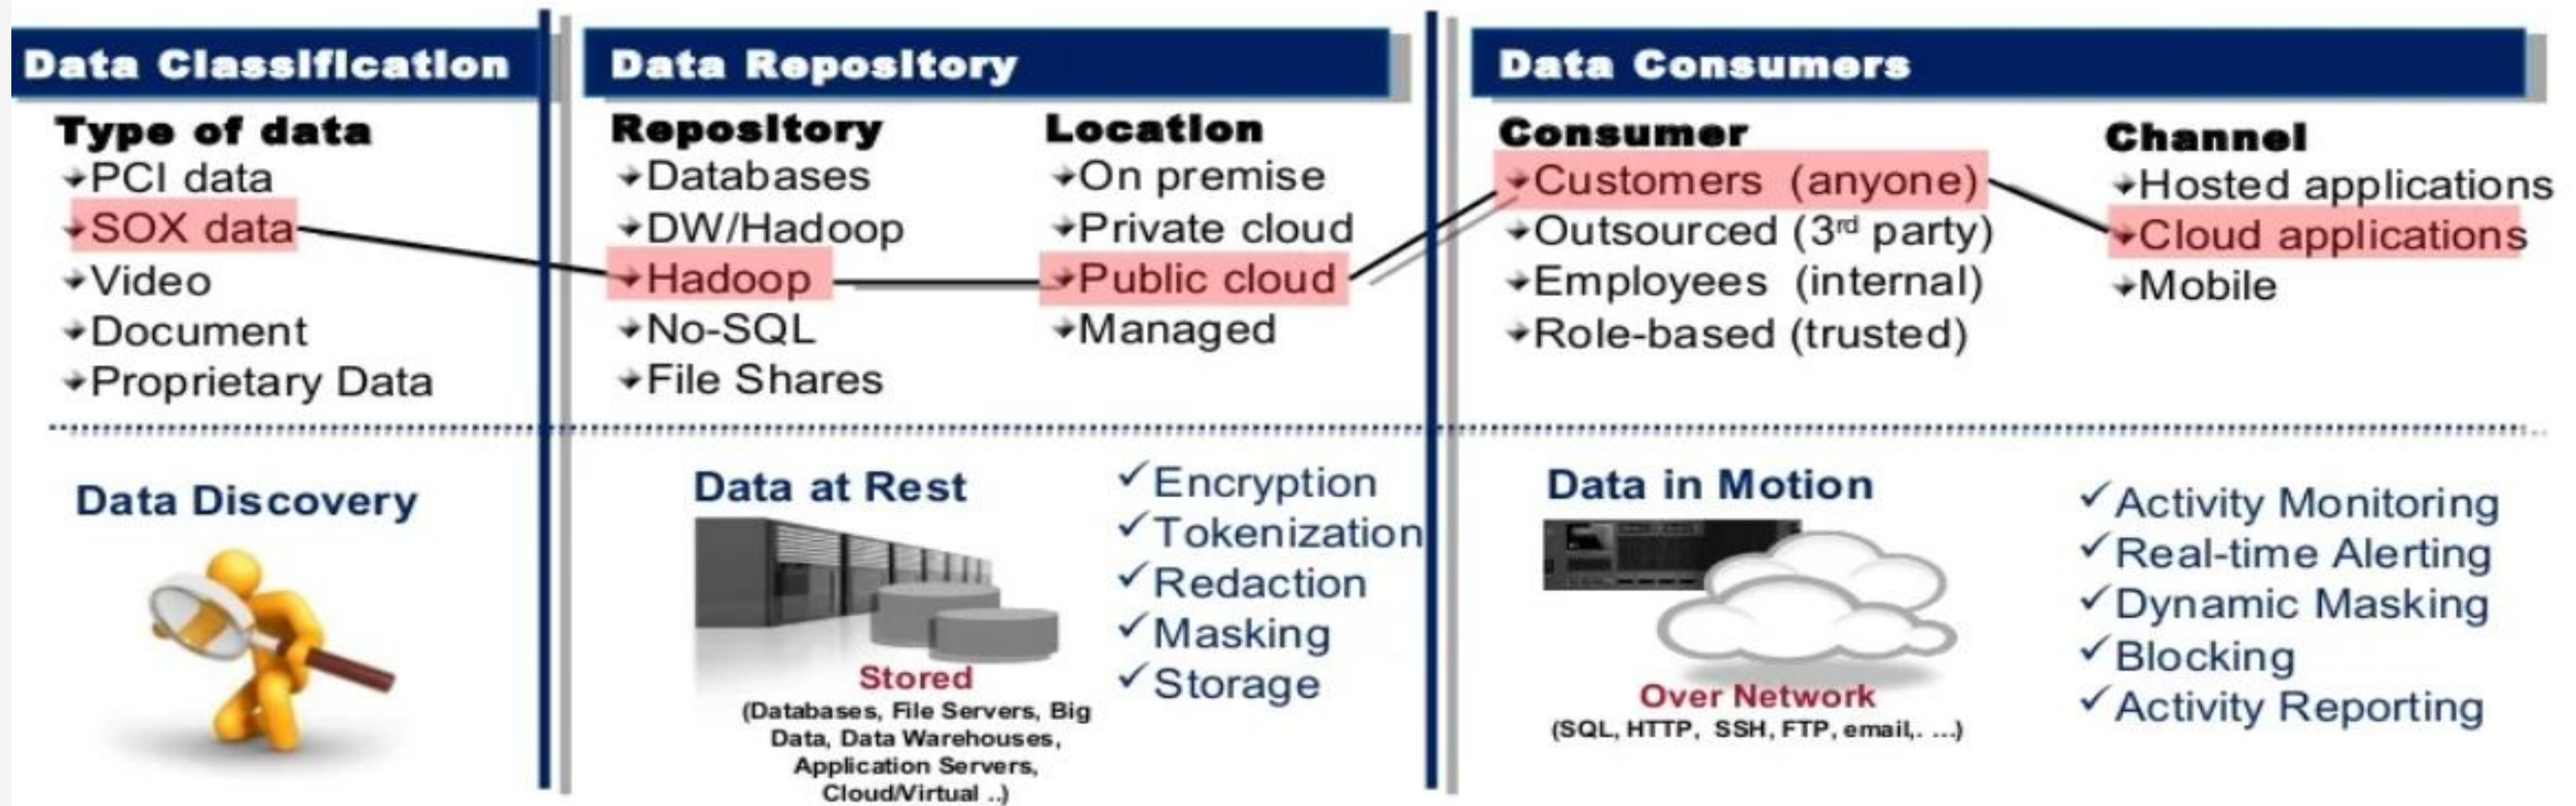 Data Classification
Type of data
PCI data
SOX data
Video
Document
Proprietary Data
Data Discovery
Data Repository
Repository
Databases
DW/Hadoop
Hadoop
No-SQL
File Shares
Location
On premise
Private cloud
Public cloud
Managed
Data at Rest
Stored
(Databases, File Servers, Big
Data, Data Warehouses,
Application Servers,
Cloud/Virtual ..)
✓Encryption
✓Tokenization
✓Redaction
✓Masking
✓Storage
Data Consumers
Consumer
Customers (anyone)
Outsourced (3rd party)
Employees (internal)
Role-based (trusted)
Channel
Hosted applications
Cloud applications
Mobile
Data in Motion
Over Network
(SQL, HTTP, SSH, FTP, email,. ...)
✓Activity Monitoring
✓Real-time Alerting
✓Dynamic Masking
✓Blocking
✓Activity Reporting